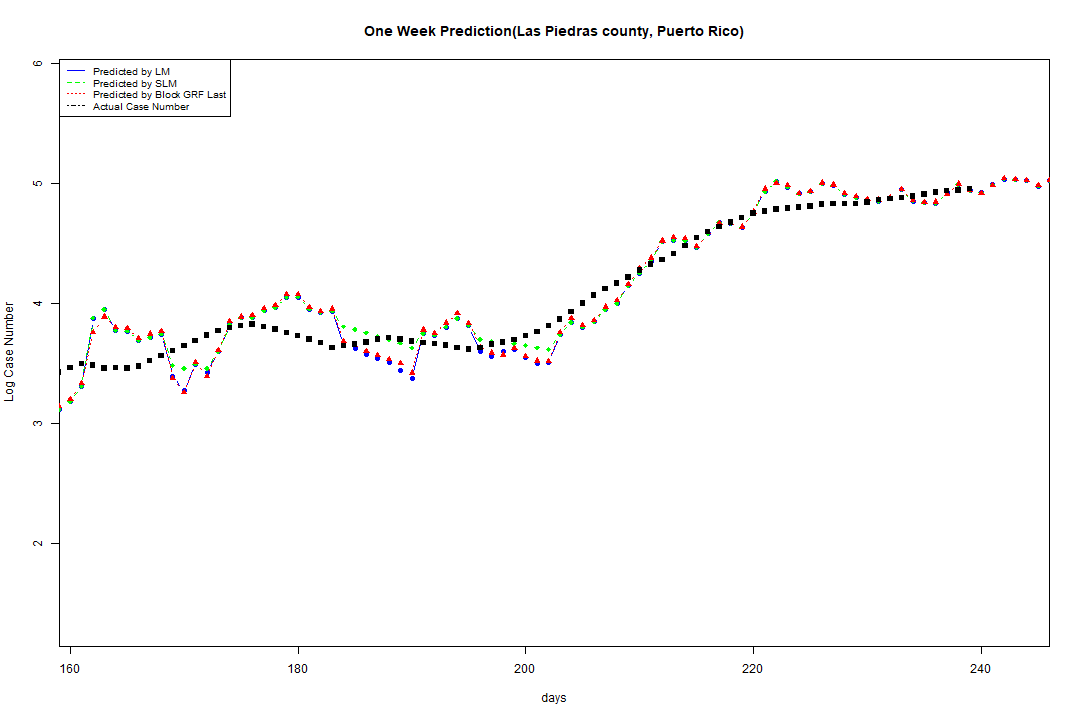 One Week Prediction(Las Piedras county, Puerto Rico)
Predicted by LM
Predicted by SLM
Predicted by Block GRF Last
Actual Case Number
6
5
4
3
2
Log Case Number
160
180
200
220
240
days